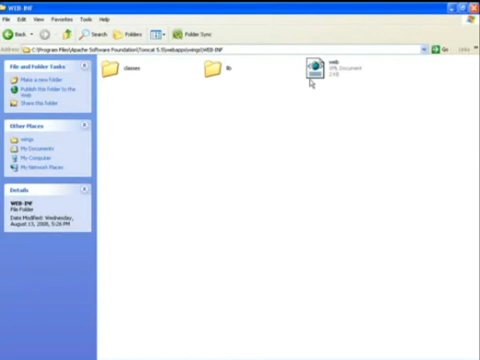 WEB-INF
File Edit View Favorites Tools Help
Back Search Folders Folder Sync
Address C:\Program Files\Apache Software Foundation\Tomcat 5.5\webapps\wings\WEB-INF Go Links
File and Folder Tasks
Make a new folder
Publish this folder to the Web
Share this folder
Other Places
wings
My Documents
My Computer
My Network Places
Details
WEB-INF
File Folder
Date Modified: Wednesday, August 13, 2008, 5:26 PM
classes
lib
web
XML Document
2 KB